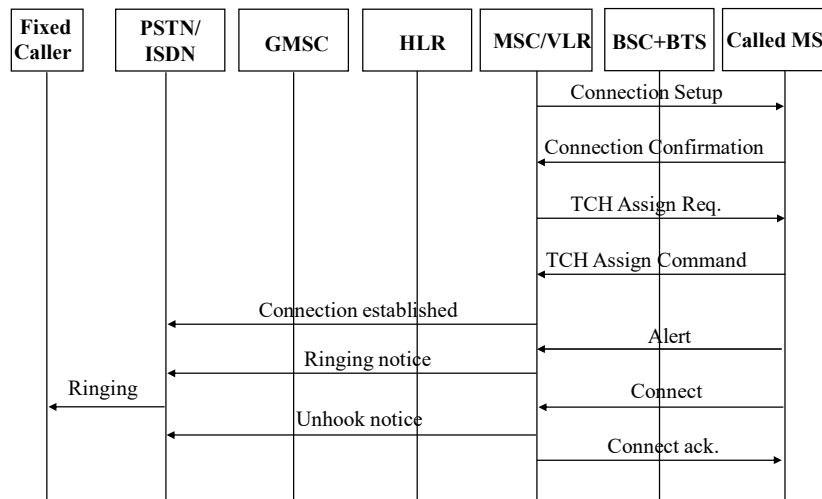 Fixed
Caller
PSTN/
ISDN
GMSC
HLR
MSC/VLR
BSC+BTS
Called MS
Connection Setup
Connection Confirmation
TCH Assign Req.
TCH Assign Command
Connection established
Alert
Ringing notice
Ringing
Connect
Unhook notice
Connect ack.